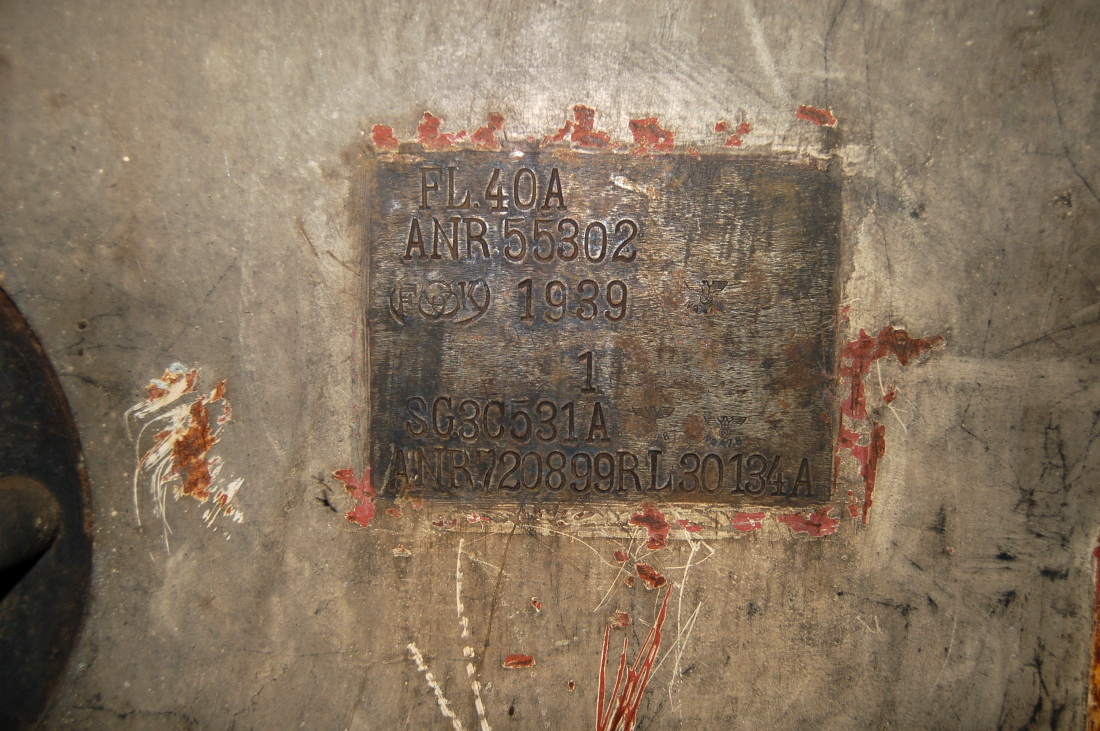 FL.40A
ANR 55302
(F K) 1939
1
SG3C531A
ANR720899RL30134A